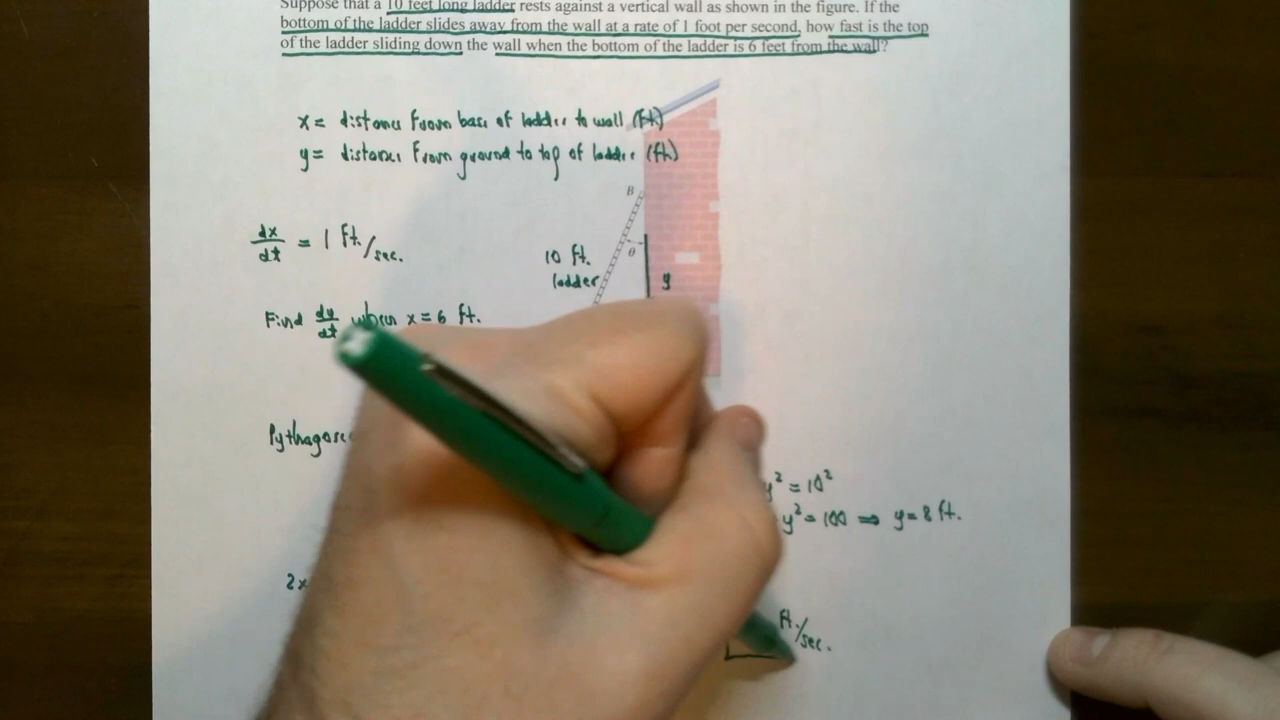 Suppose that a 10 feet long ladder rests against a vertical wall as shown in the figure. If the
bottom of the ladder slides away from the wall at a rate of 1 foot per second, how fast is the top
of the ladder sliding down the wall when the bottom of the ladder is 6 feet from the wall?
x = distance from base of ladder to wall (ft)
y = distance from ground to top of ladder (ft)
B
dx/dt = 1 ft./sec.
10 ft.
ladder
θ
y
Find dy/dt when x = 6 ft.
y² = 10²
y² = 100 ⇒ y = 8 ft.
2x
ft./sec.